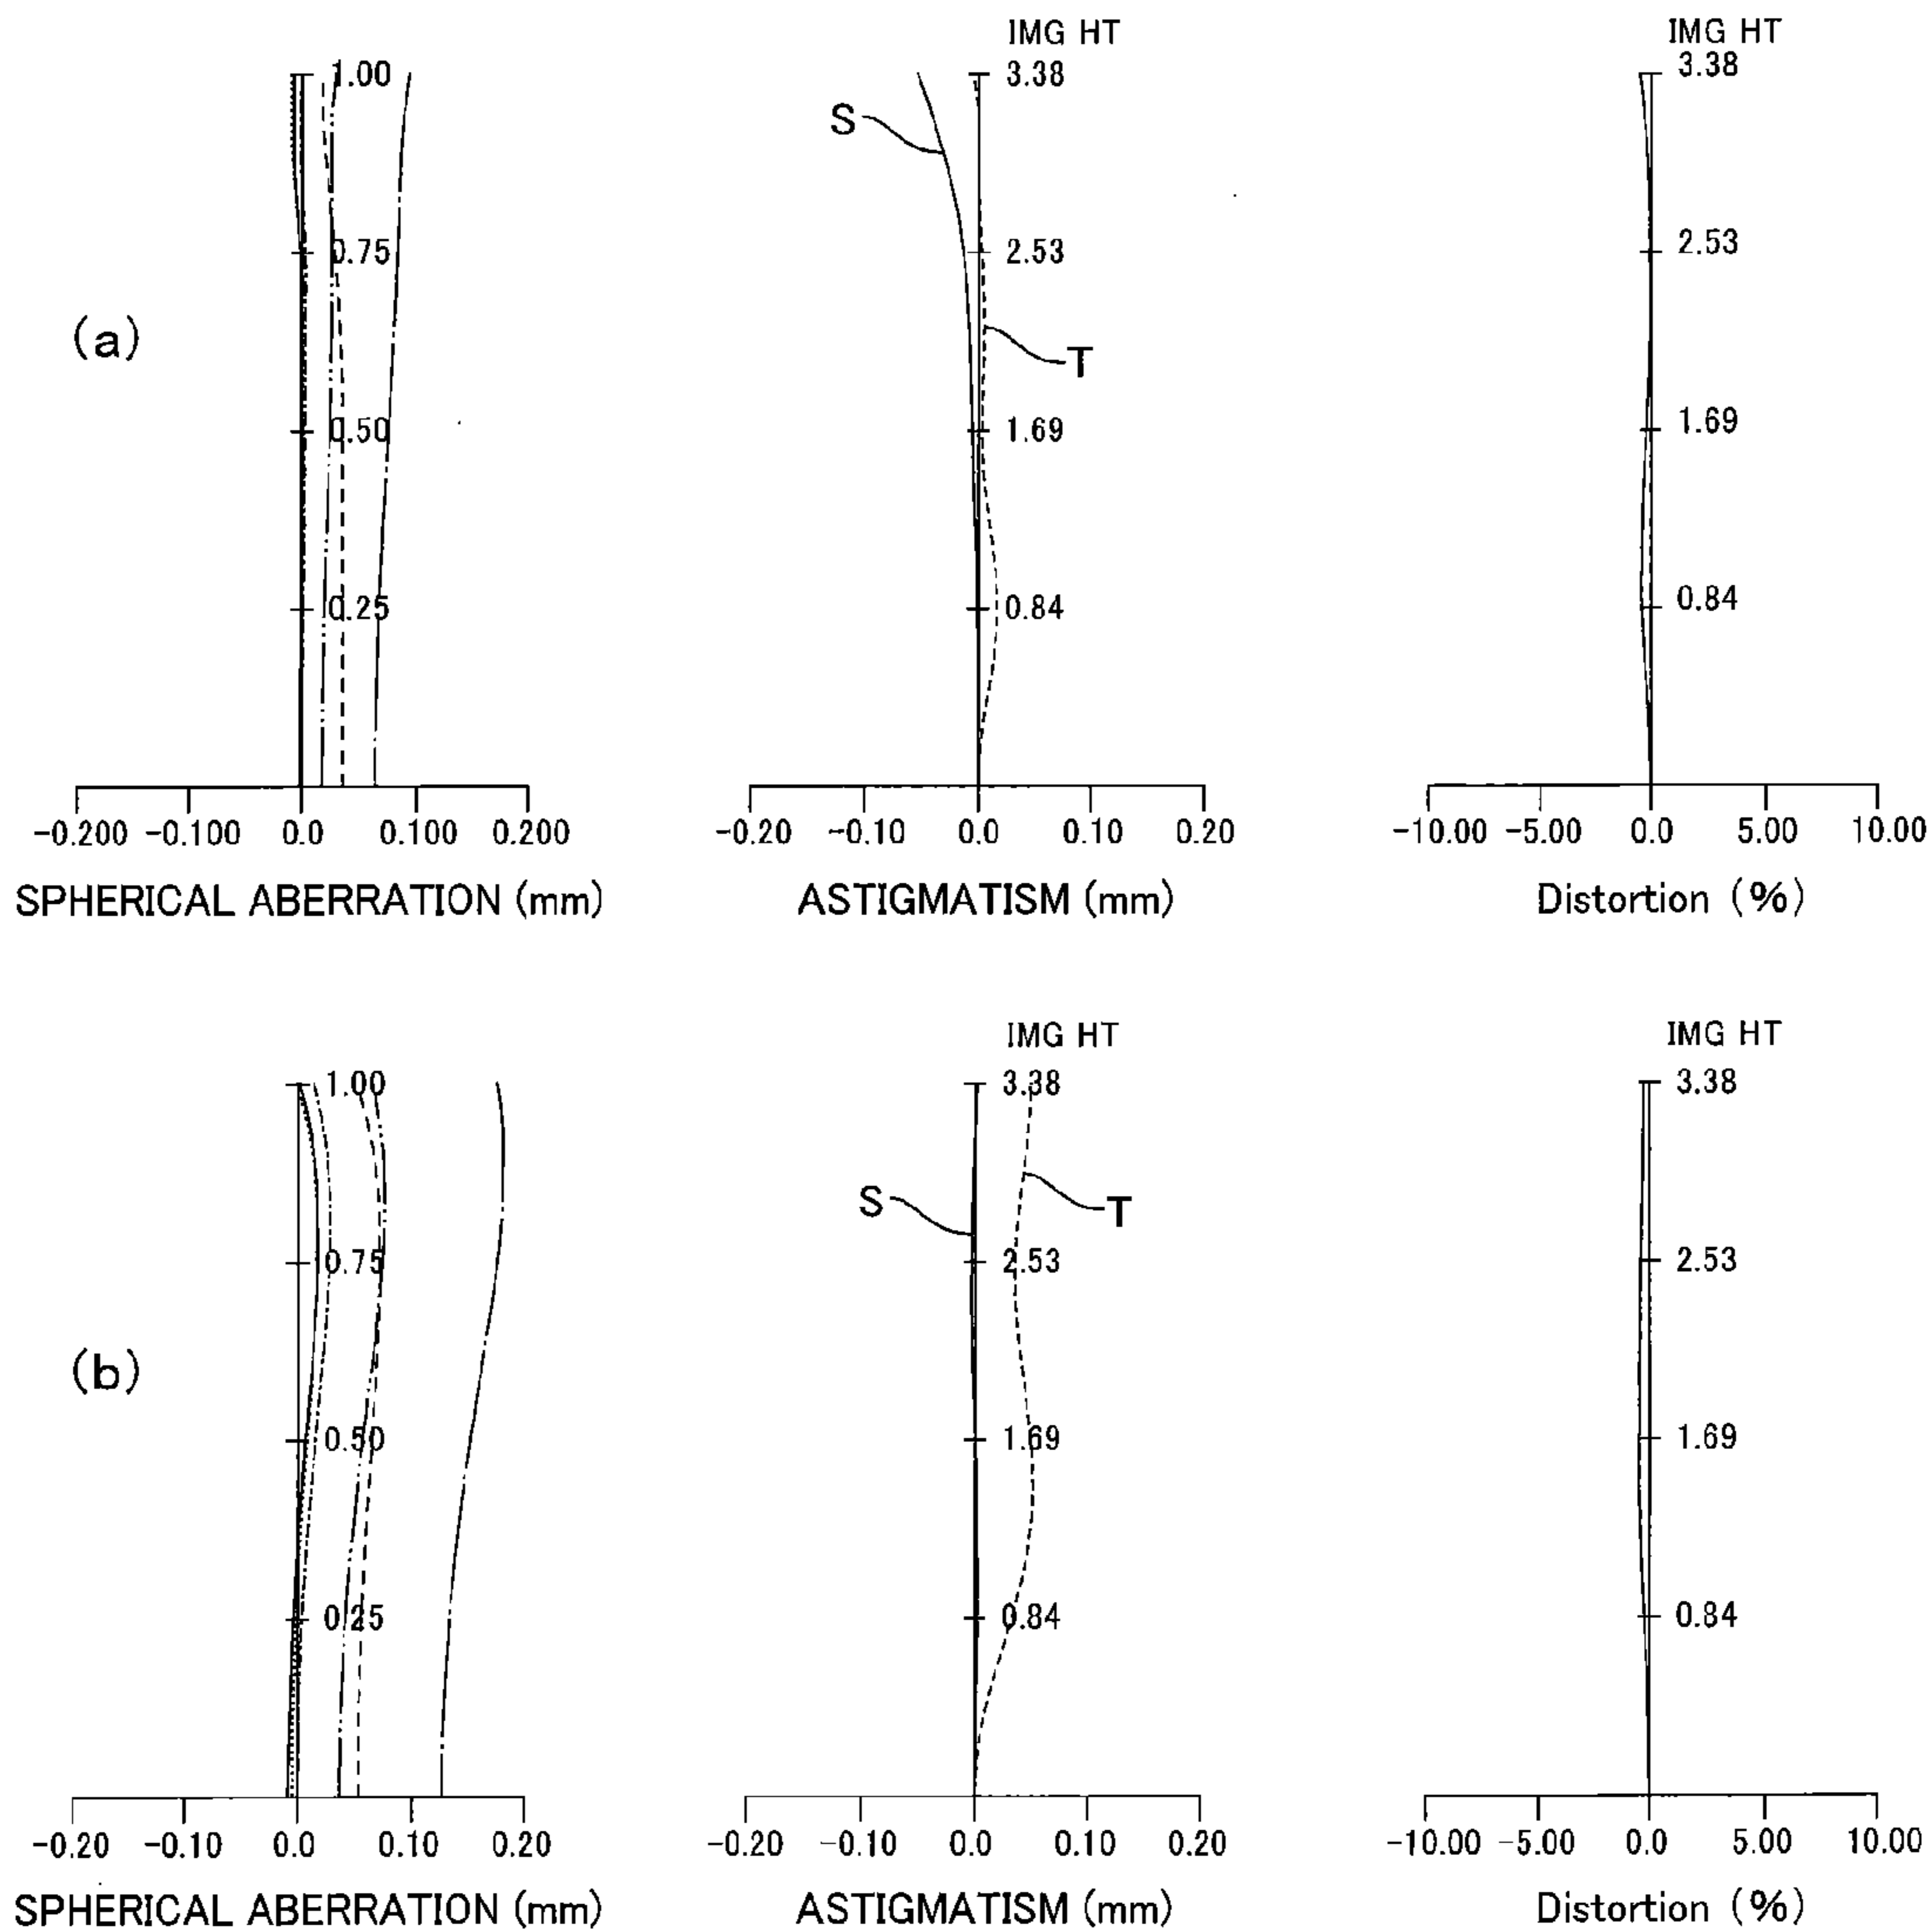 IMG HT
IMG HT
1.00
3.38
3.38
S
0.75
2.53
2.53
(a)
T
0.50
1.69
1.69
0.25
0.84
0.84
-0.200 -0.100 0.0 0.100 0.200
-0.20 -0.10 0.0 0.10 0.20
-10.00 -5.00 0.0 5.00 10.00
SPHERICAL ABERRATION (mm)
ASTIGMATISM (mm)
Distortion (%)
IMG HT
IMG HT
1.00
3.38
3.38
S
T
0.75
2.53
2.53
(b)
0.50
1.69
1.69
0.25
0.84
0.84
-0.20 -0.10 0.0 0.10 0.20
-0.20 -0.10 0.0 0.10 0.20
-10.00 -5.00 0.0 5.00 10.00
SPHERICAL ABERRATION (mm)
ASTIGMATISM (mm)
Distortion (%)